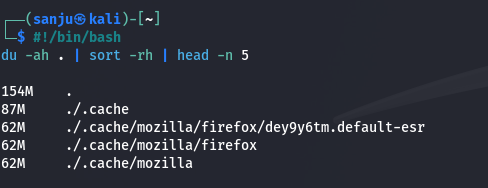 ┌──(sanju㉿kali)-[~]
└─$ #!/bin/bash
du -ah . | sort -rh | head -n 5
154M .
87M ./.cache
62M ./.cache/mozilla/firefox/dey9y6tm.default-esr
62M ./.cache/mozilla/firefox
62M ./.cache/mozilla